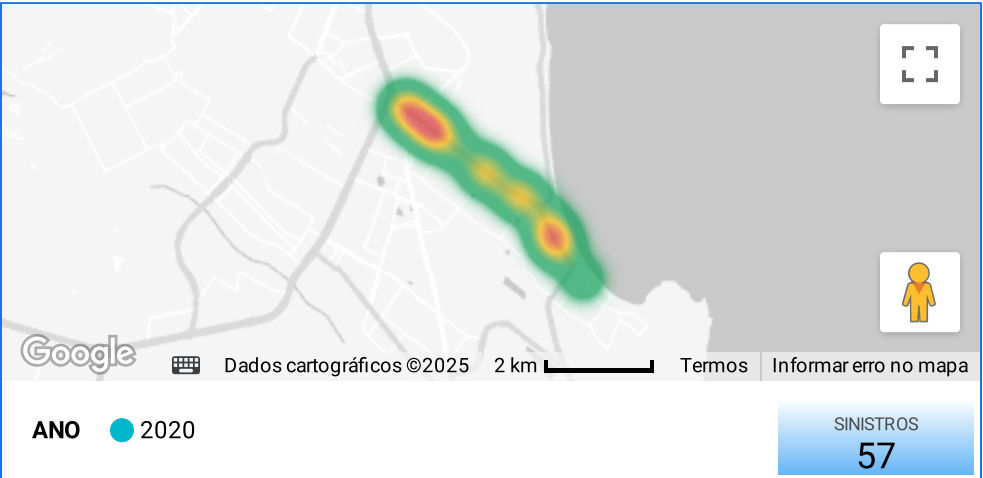 Google
Dados cartográficos ©2025 2 km Termos Informar erro no mapa
ANO 2020
SINISTROS
57